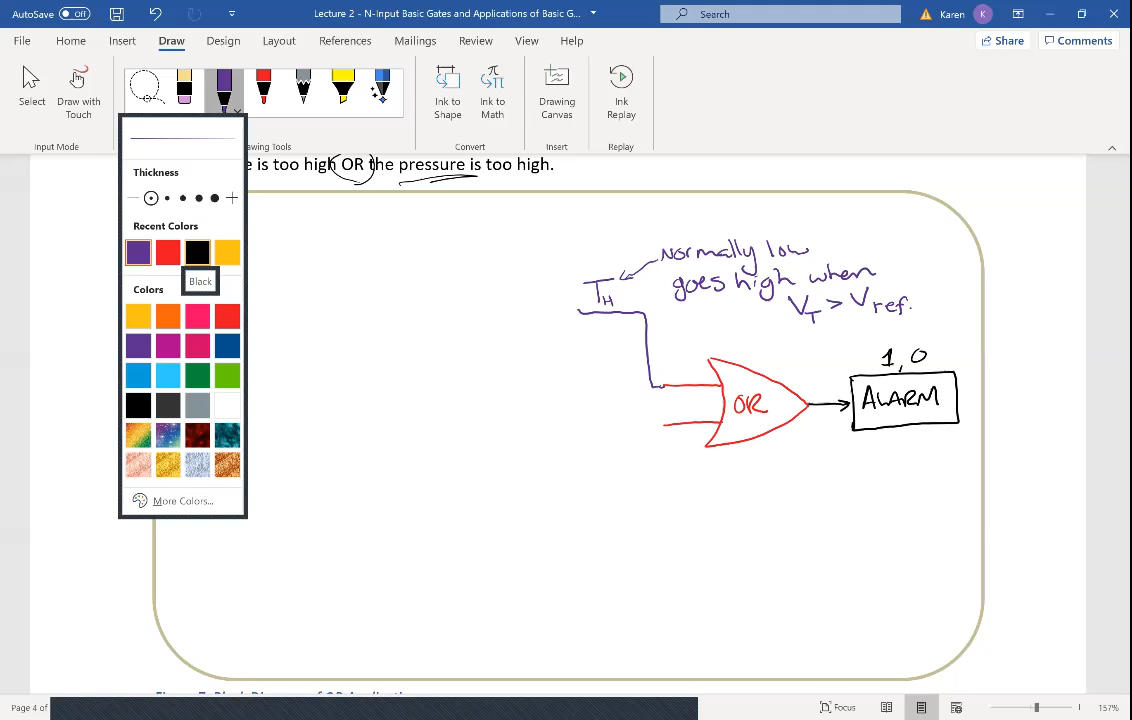 AutoSave Off Lecture 2 - N-Input Basic Gates and Applications of Basic G... Search Karen K
File Home Insert Draw Design Layout References Mailings Review View Help Share Comments
Select Draw with Touch Ink to Shape Ink to Math Drawing Canvas Ink Replay
Input Mode awing Tools Convert Insert Replay
e is too high OR the pressure is too high.
Thickness
Recent Colors
Black
Colors
More Colors...
Normally low
goes high when
VT > Vref.
TH
1, 0
OR
ALARM
Page 4 of Focus 157%